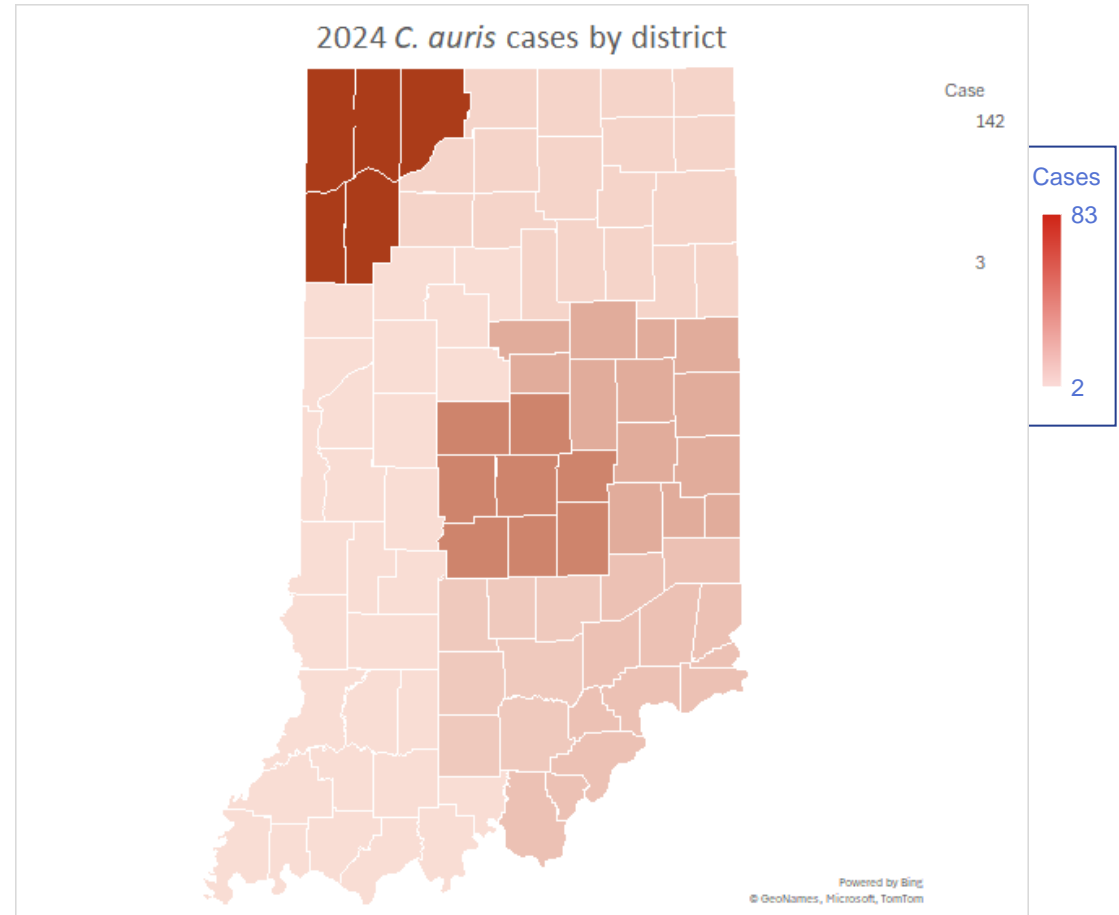 2024 C. auris cases by district
Case
142
3
Cases
83
2
Powered by Bing
© GeoNames, Microsoft, TomTom